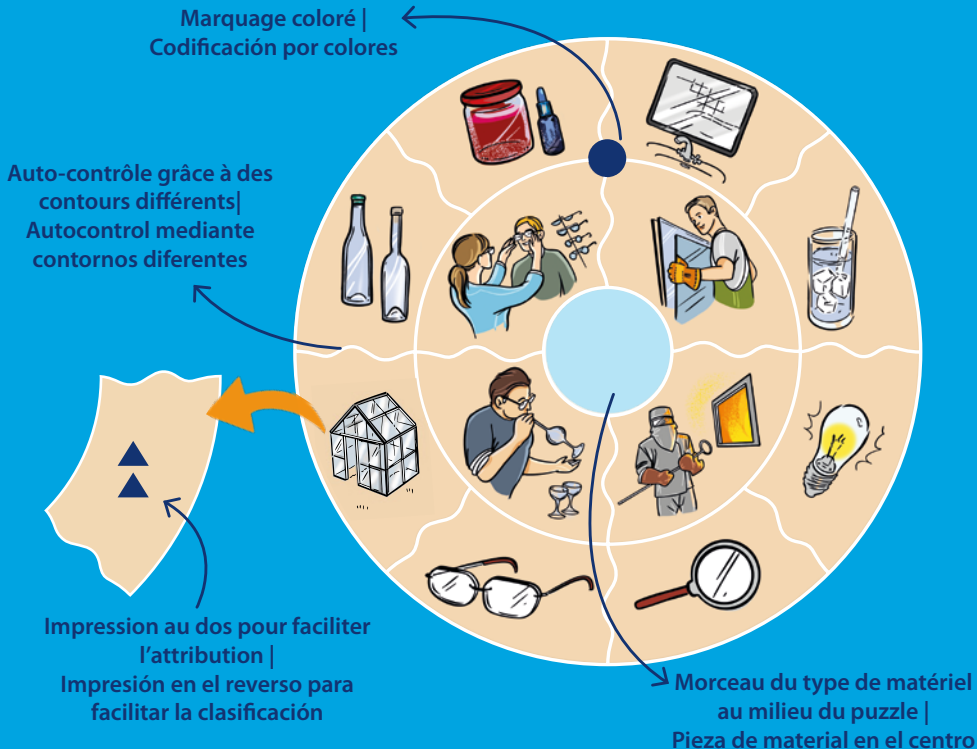 Marquage coloré |
Codificación por colores
Auto-contrôle grâce à des
contours différents|
Autocontrol mediante
contornos diferentes
Impression au dos pour faciliter
l'attribution |
Impresión en el reverso para
facilitar la clasificación
Morceau du type de matériel
au milieu du puzzle |
Pieza de material en el centro